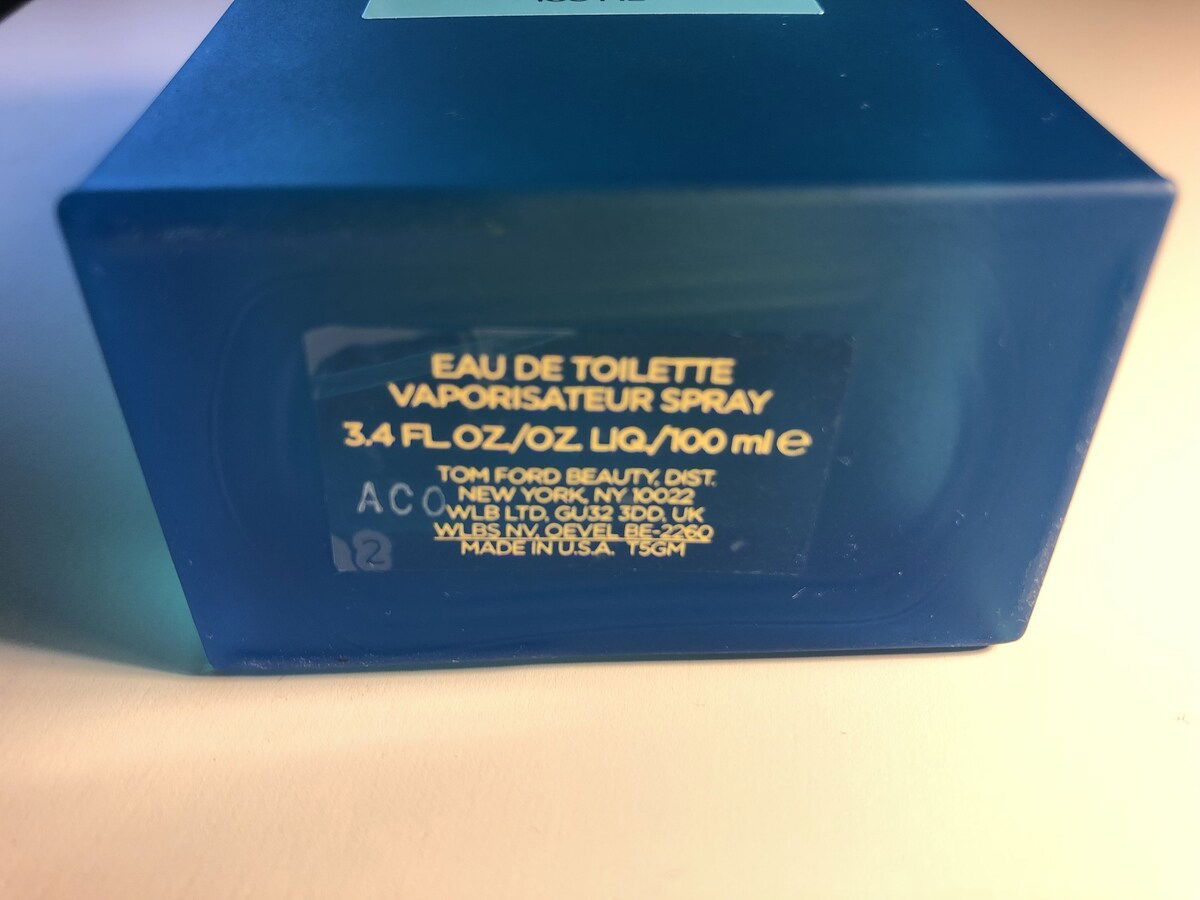 EAU DE TOILETTE
VAPORISATEUR SPRAY
3.4 FL.OZ./OZ. LIQ./100 ml e
TOM FORD BEAUTY, DIST.
NEW YORK, NY 10022
WLB LTD, GU32 3DD, UK
WLBS NV, OEVEL BE-2260
MADE IN U.S.A. T5GM
ACO
2